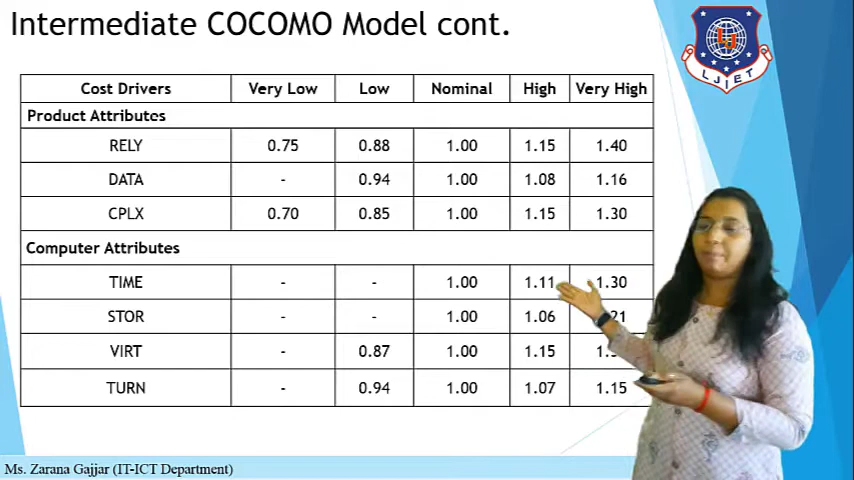 Intermediate COCOMO Model cont.
LJIET
Cost Drivers Very Low Low Nominal High Very High
Product Attributes
RELY 0.75 0.88 1.00 1.15 1.40
DATA - 0.94 1.00 1.08 1.16
CPLX 0.70 0.85 1.00 1.15 1.30
Computer Attributes
TIME - - 1.00 1.11 1.30
STOR - - 1.00 1.06
VIRT - 0.87 1.00 1.15
TURN - 0.94 1.00 1.07 1.15
Ms. Zarana Gajjar (IT-ICT Department)